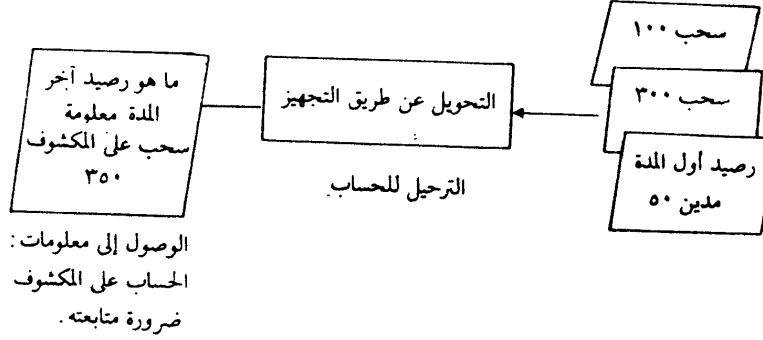 سحب ١٠٠
سحب ٣٠٠
رصيد أول المدة
مدين ٥٠
التحويل عن طريق التجهيز
الترحيل للحساب
ما هو رصيد آخر
المدة معلومة
سحب على المكشوف
٣٥٠
الوصول إلى معلومات :
الحساب على المكشوف
ضرورة متابعته .